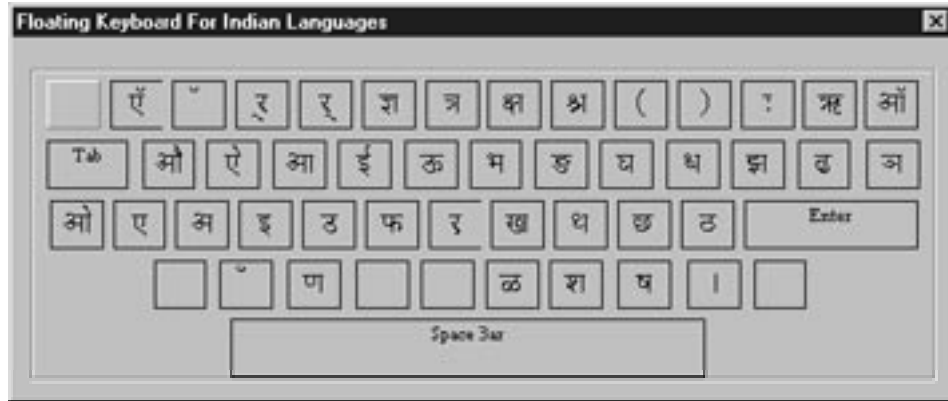 Floating Keyboard For Indian Languages
ऍ ॅ ्र र् ज्ञ त्र क्ष श्र ( ) : ऋ ऑ
Tab औ ऐ आ ई ऊ भ ङ घ ध झ ढ ञ
ओ ए अ इ उ फ र ख थ छ ठ Enter
ॅ ण ळ श ष ।
Space Bar